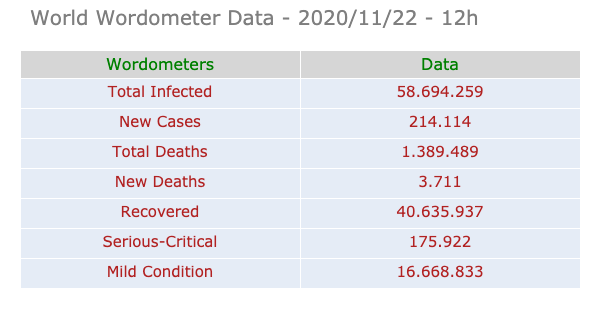 World Wordometer Data - 2020/11/22 - 12h
Wordometers Data
Total Infected 58.694.259
New Cases 214.114
Total Deaths 1.389.489
New Deaths 3.711
Recovered 40.635.937
Serious-Critical 175.922
Mild Condition 16.668.833